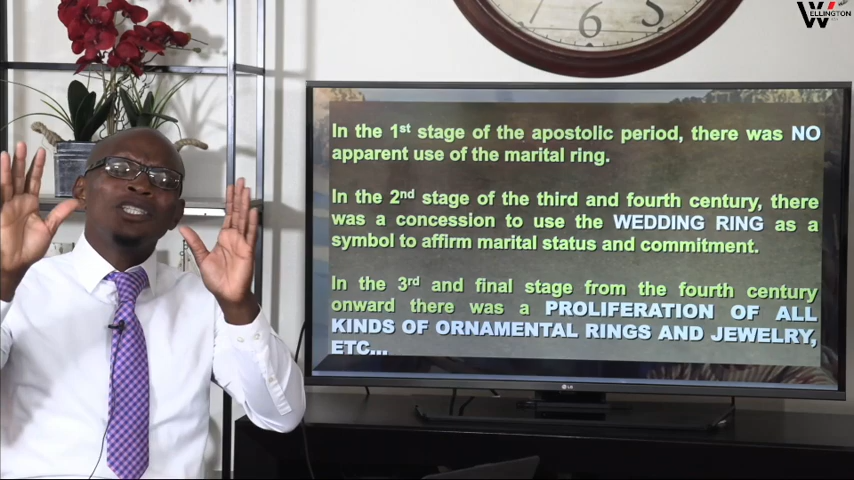 WELLINGTON
6
5
In the 1st stage of the apostolic period, there was NO
apparent use of the marital ring.
In the 2nd stage of the third and fourth century, there
was a concession to use the WEDDING RING as a
symbol to affirm marital status and commitment.
In the 3rd and final stage from the fourth century
onward there was a PROLIFERATION OF ALL
KINDS OF ORNAMENTAL RINGS AND JEWELRY,
ETC...
LG